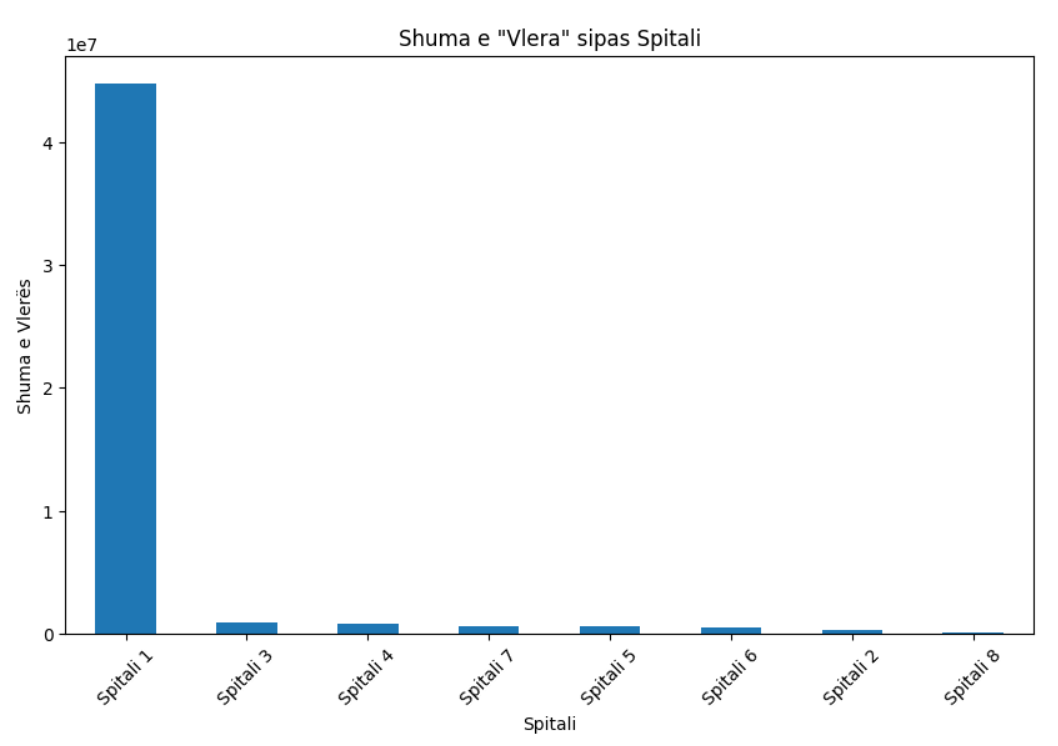 Shuma e "Vlera" sipas Spitali
1e7
4
3
2
1
0
Shuma e Vlerës
Spitali 1
Spitali 3
Spitali 4
Spitali 7
Spitali 5
Spitali 6
Spitali 2
Spitali 8
Spitali